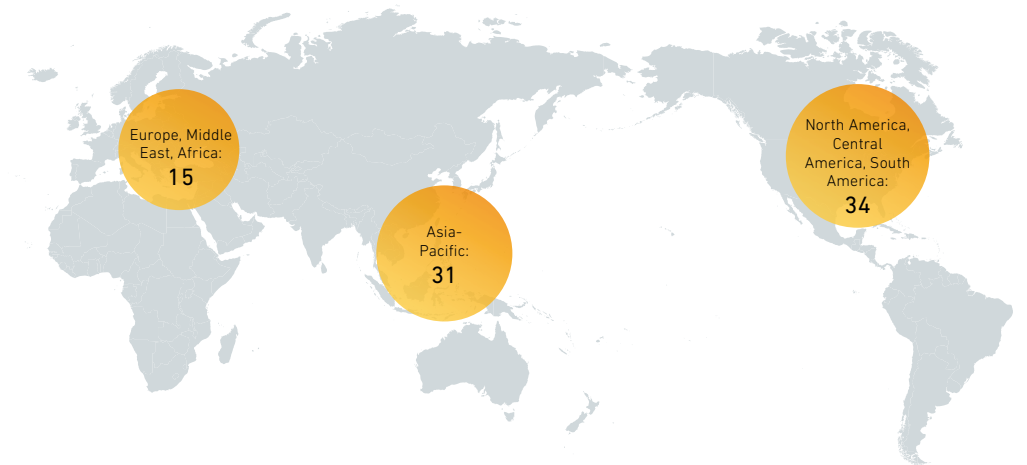 Europe, Middle
East, Africa:
15
Asia-
Pacific:
31
North America,
Central
America, South
America:
34